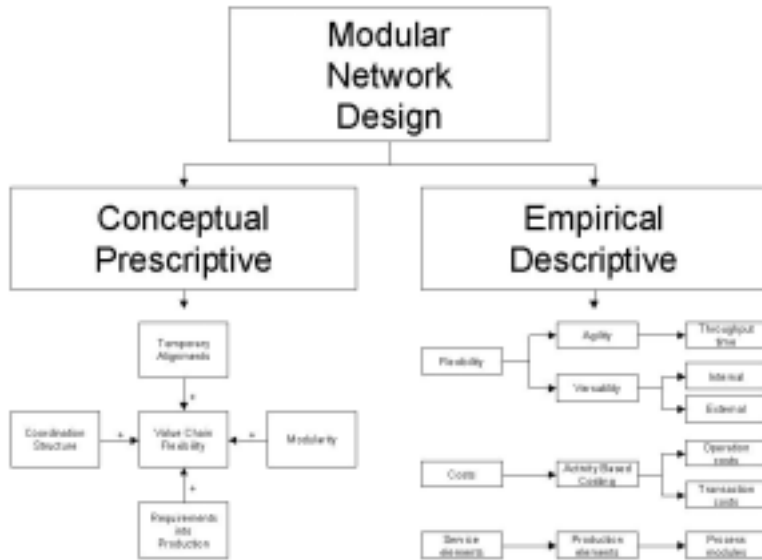 Modular
Network
Design
Conceptual
Prescriptive
Empirical
Descriptive
Temporary
Alignments
+
Coordination
Structure
+
Value Chain
Flexibility
+
Modularity
+
Requirements
into
Production
Flexibility
Agility
Throughput
time
Versatility
Internal
External
Costs
Activity Based
Costing
Operation
costs
Transaction
costs
Service
elements
Production
elements
Process
modules